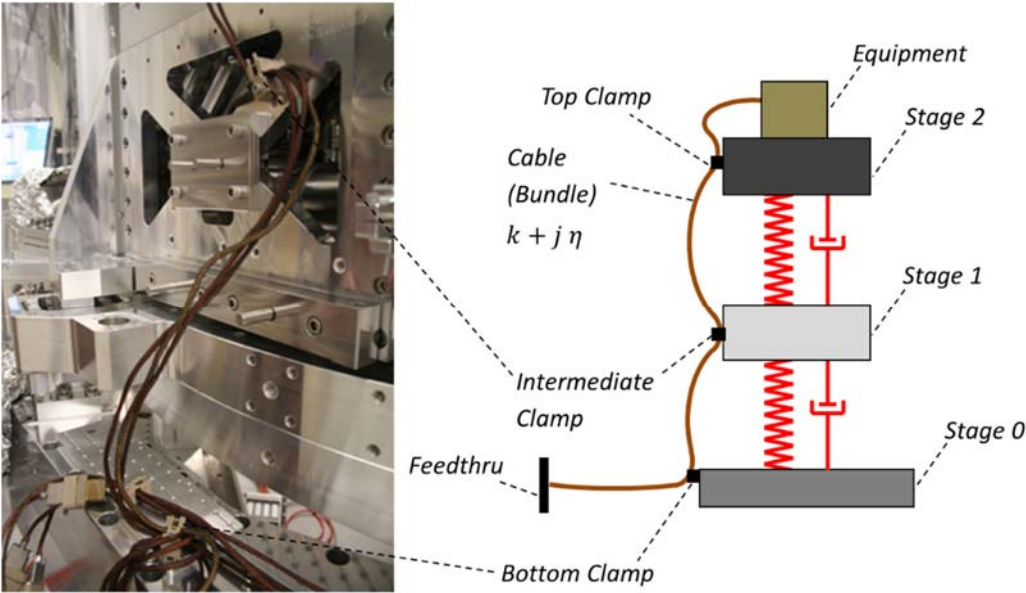 Equipment
Top Clamp
Stage 2
Cable
(Bundle)
k + j η
Stage 1
Intermediate
Clamp
Stage 0
Feedthru
Bottom Clamp